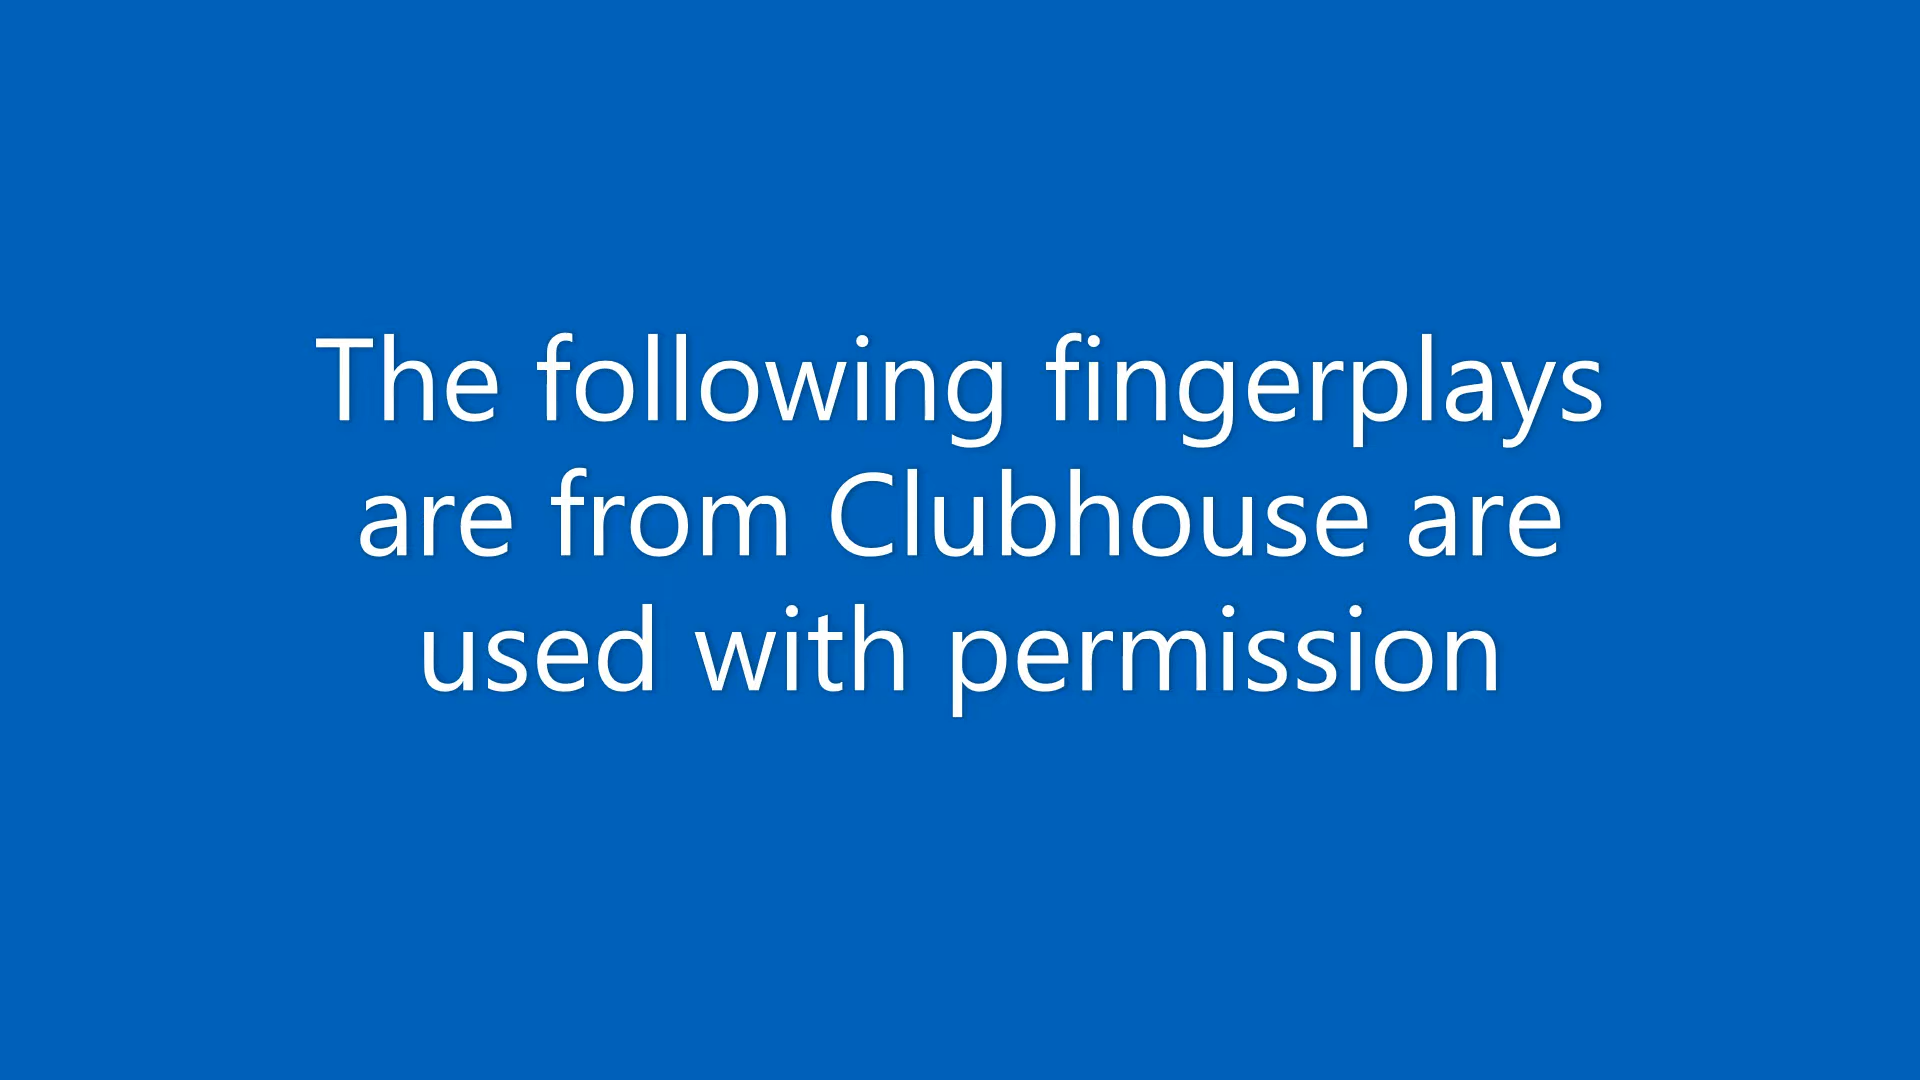 The following fingerplays
are from Clubhouse are
used with permission